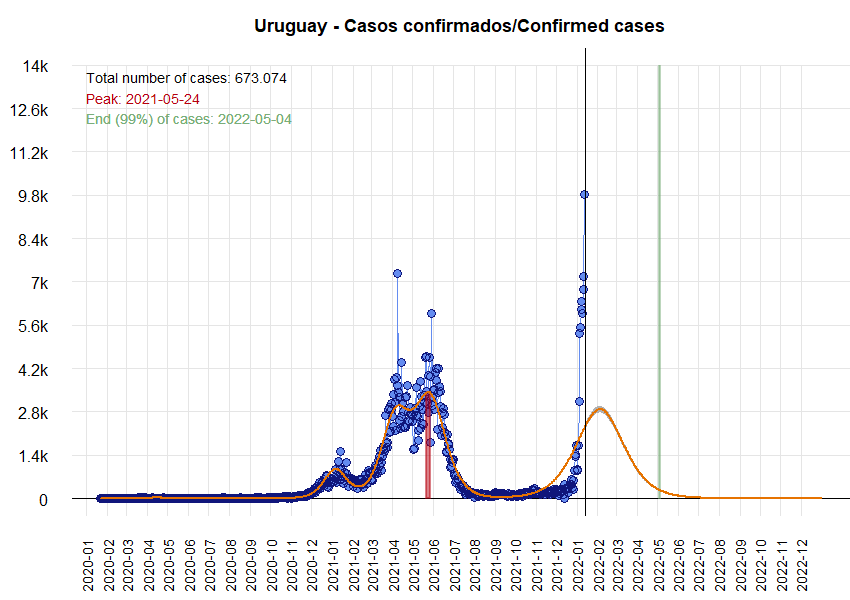 Uruguay - Casos confirmados/Confirmed cases
14k
12.6k
11.2k
9.8k
8.4k
7k
5.6k
4.2k
2.8k
1.4k
0
Total number of cases: 673.074
Peak: 2021-05-24
End (99%) of cases: 2022-05-04
2020-01
2020-02
2020-03
2020-04
2020-05
2020-06
2020-07
2020-08
2020-09
2020-10
2020-11
2020-12
2021-01
2021-02
2021-03
2021-04
2021-05
2021-06
2021-07
2021-08
2021-09
2021-10
2021-11
2021-12
2022-01
2022-02
2022-03
2022-04
2022-05
2022-06
2022-07
2022-08
2022-09
2022-10
2022-11
2022-12